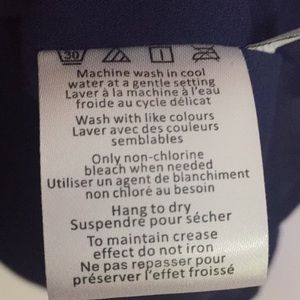 30
Machine wash in cool
water at a gentle setting
Laver à la machine à l'eau
froide au cycle délicat
Wash with like colours
Laver avec des couleurs
semblables
Only non-chlorine
bleach when needed
Utiliser un agent de blanchiment
non chloré au besoin
Hang to dry
Suspendre pour sécher
To maintain crease
effect do not iron
Ne pas repasser pour
préserver l'effet froissé